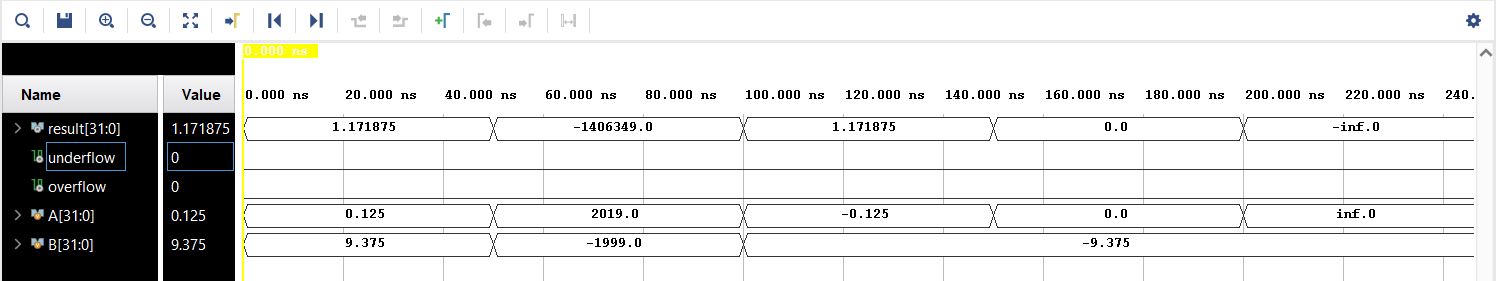 0.000 ns
Name Value 0.000 ns 20.000 ns 40.000 ns 60.000 ns 80.000 ns 100.000 ns 120.000 ns 140.000 ns 160.000 ns 180.000 ns 200.000 ns 220.000 ns 240.
result[31:0] 1.171875 1.171875 -1406349.0 1.171875 0.0 -inf.0
underflow 0
overflow 0
A[31:0] 0.125 0.125 2019.0 -0.125 0.0 inf.0
B[31:0] 9.375 9.375 -1999.0 -9.375